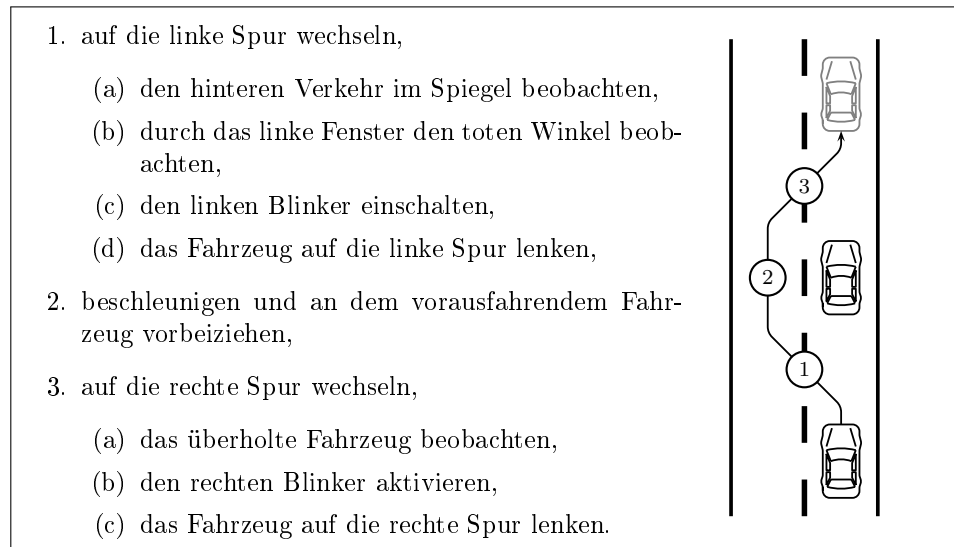 1. auf die linke Spur wechseln,
(a) den hinteren Verkehr im Spiegel beobachten,
(b) durch das linke Fenster den toten Winkel beob-
achten,
(c) den linken Blinker einschalten,
(d) das Fahrzeug auf die linke Spur lenken,
2. beschleunigen und an dem vorausfahrendem Fahr-
zeug vorbeiziehen,
3. auf die rechte Spur wechseln,
(a) das überholte Fahrzeug beobachten,
(b) den rechten Blinker aktivieren,
(c) das Fahrzeug auf die rechte Spur lenken.
3
2
1